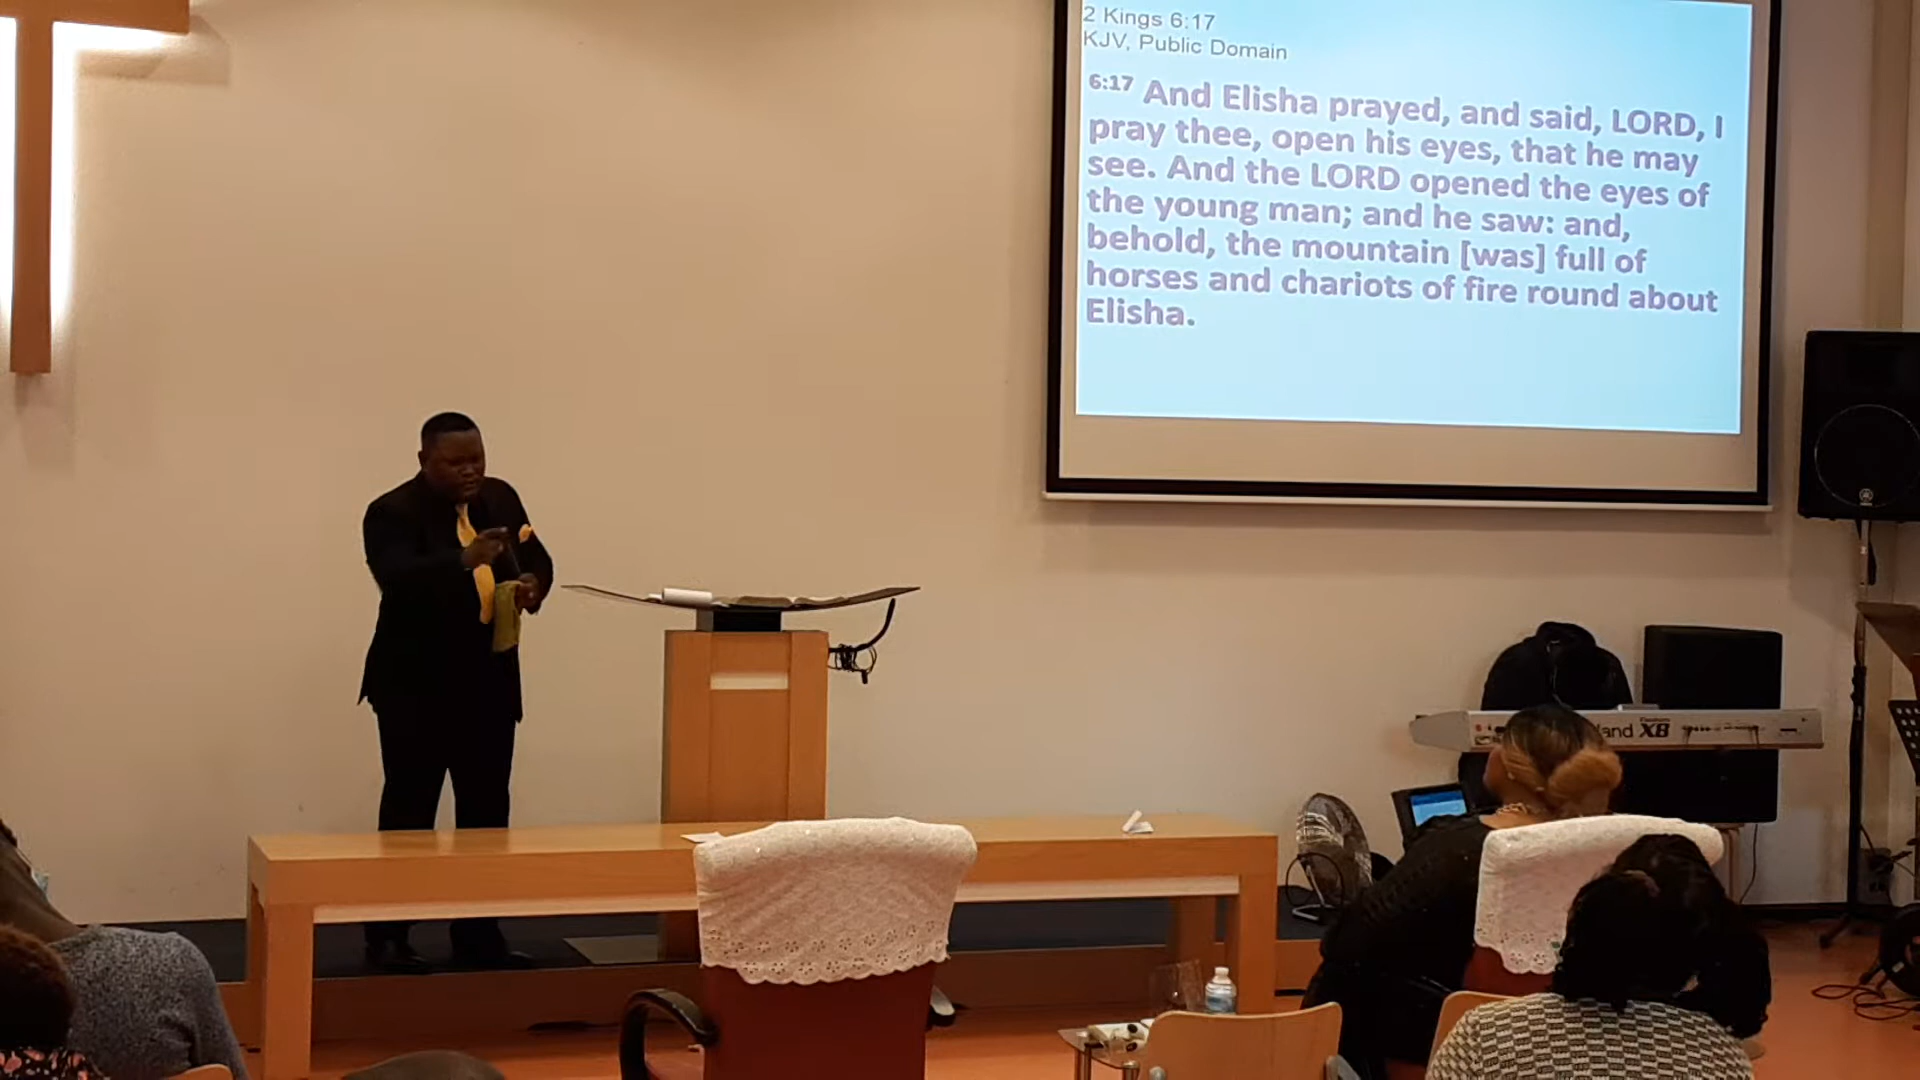 2 Kings 6:17
KJV, Public Domain
6:17 And Elisha prayed, and said, LORD, I
pray thee, open his eyes, that he may
see. And the LORD opened the eyes of
the young man; and he saw: and,
behold, the mountain [was] full of
horses and chariots of fire round about
Elisha.
and X8